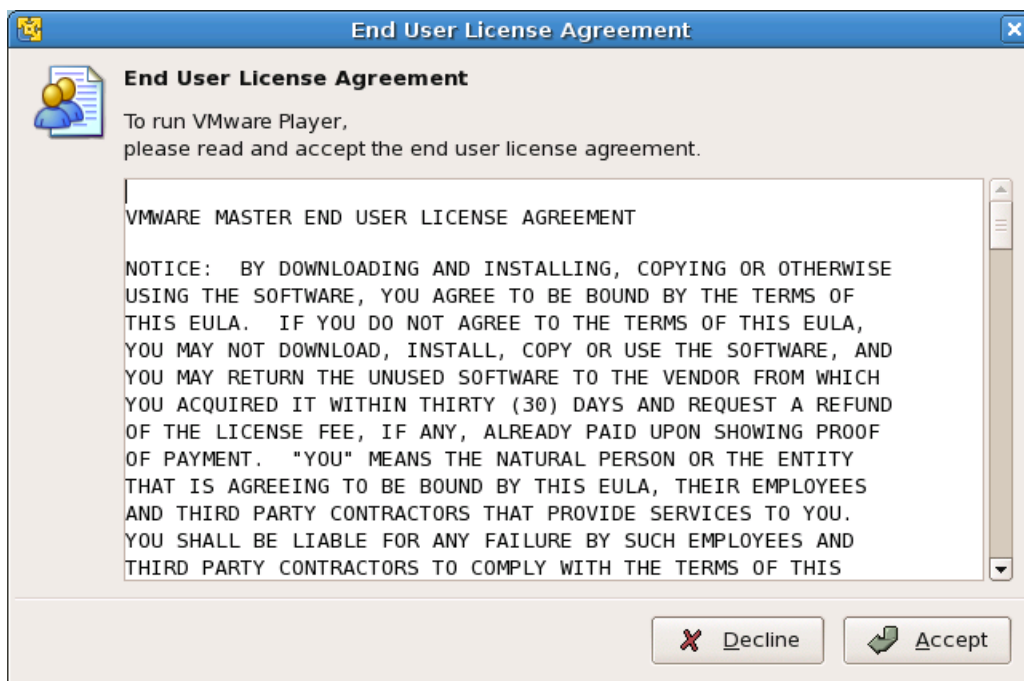 End User License Agreement
End User License Agreement
To run VMware Player,
please read and accept the end user license agreement.
VMWARE MASTER END USER LICENSE AGREEMENT
NOTICE:  BY DOWNLOADING AND INSTALLING, COPYING OR OTHERWISE
USING THE SOFTWARE, YOU AGREE TO BE BOUND BY THE TERMS OF
THIS EULA.  IF YOU DO NOT AGREE TO THE TERMS OF THIS EULA,
YOU MAY NOT DOWNLOAD, INSTALL, COPY OR USE THE SOFTWARE, AND
YOU MAY RETURN THE UNUSED SOFTWARE TO THE VENDOR FROM WHICH
YOU ACQUIRED IT WITHIN THIRTY (30) DAYS AND REQUEST A REFUND
OF THE LICENSE FEE, IF ANY, ALREADY PAID UPON SHOWING PROOF
OF PAYMENT.  "YOU" MEANS THE NATURAL PERSON OR THE ENTITY
THAT IS AGREEING TO BE BOUND BY THIS EULA, THEIR EMPLOYEES
AND THIRD PARTY CONTRACTORS THAT PROVIDE SERVICES TO YOU.
YOU SHALL BE LIABLE FOR ANY FAILURE BY SUCH EMPLOYEES AND
THIRD PARTY CONTRACTORS TO COMPLY WITH THE TERMS OF THIS
Decline Accept